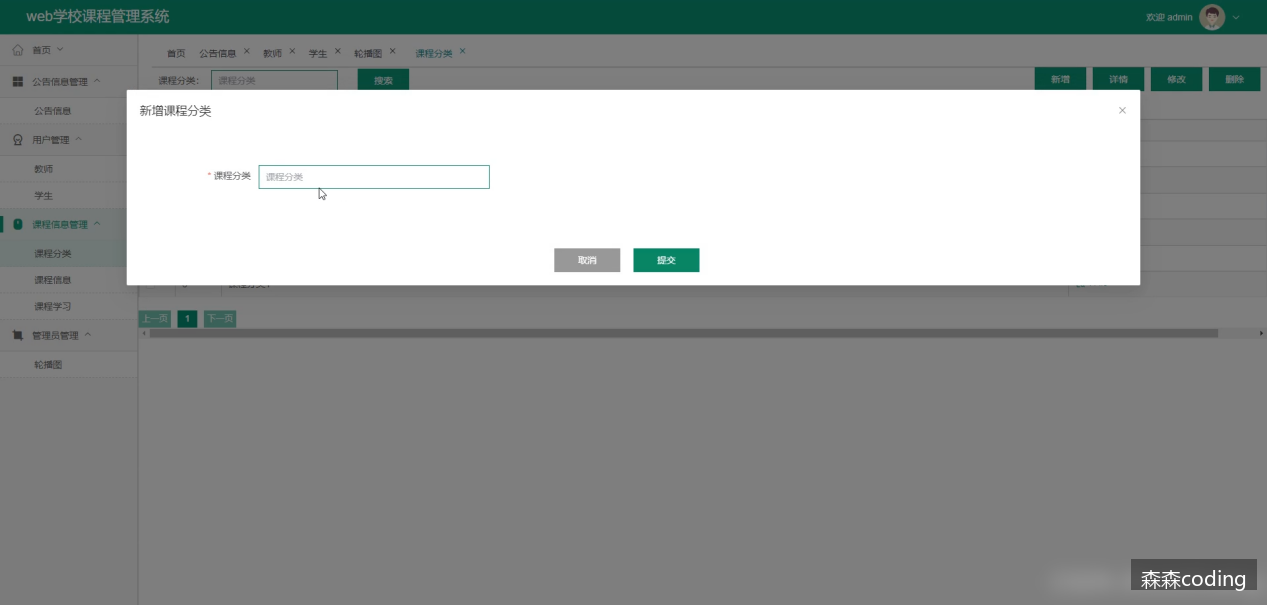 web学校课程管理系统
欢迎 admin
首页
首页 公告信息 教师 学生 轮播图 课程分类
公告信息管理
课程分类: 课程分类 搜索
新增 详情 修改 删除
公告信息
新增课程分类
用户管理
教师
* 课程分类 课程分类
学生
课程信息管理
课程分类
取消 提交
课程信息
课程学习
上一页 1 下一页
管理员管理
轮播图
森森coding